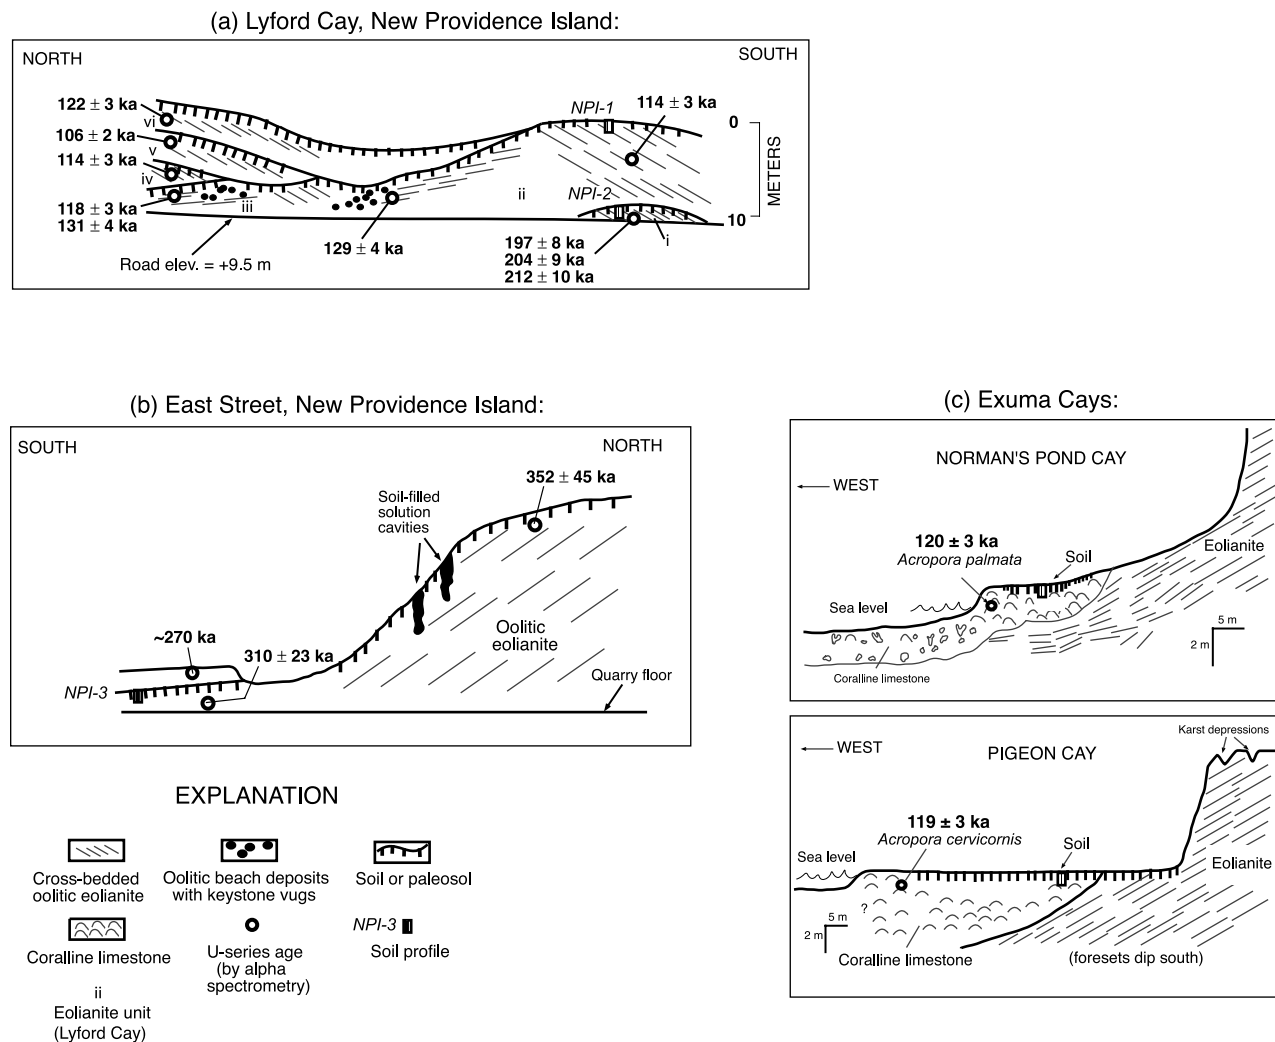 (a) Lyford Cay, New Providence Island:
NORTH
SOUTH
122 ± 3 ka
vi
106 ± 2 ka
v
114 ± 3 ka
iv
118 ± 3 ka
131 ± 4 ka
iii
Road elev. = +9.5 m
129 ± 4 ka
ii
NPI-1
114 ± 3 ka
NPI-2
i
197 ± 8 ka
204 ± 9 ka
212 ± 10 ka
0
METERS
10
(b) East Street, New Providence Island:
SOUTH
NORTH
352 ± 45 ka
Soil-filled
solution
cavities
Oolitic
eolianite
~270 ka
310 ± 23 ka
NPI-3
Quarry floor
(c) Exuma Cays:
NORMAN'S POND CAY
WEST
120 ± 3 ka
Acropora palmata
Soil
Eolianite
Sea level
5 m
2 m
Coralline limestone
Karst depressions
WEST
PIGEON CAY
119 ± 3 ka
Acropora cervicornis
Soil
Sea level
Eolianite
?
5 m
2 m
Coralline limestone
(foresets dip south)
EXPLANATION
Cross-bedded
oolitic eolianite
Oolitic beach deposits
with keystone vugs
Soil or paleosol
Coralline limestone
U-series age
(by alpha
spectrometry)
NPI-3
Soil profile
ii
Eolianite unit
(Lyford Cay)